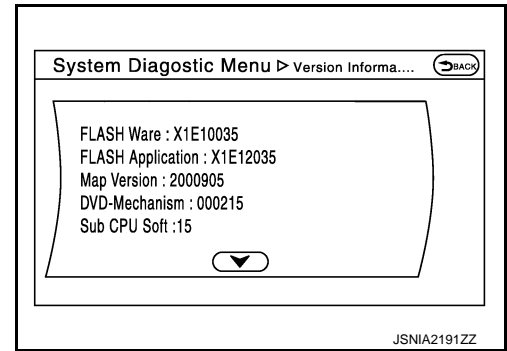 System Diagostic Menu ▷ Version Informa.... BACK
FLASH Ware : X1E10035
FLASH Application : X1E12035
Map Version : 2000905
DVD-Mechanism : 000215
Sub CPU Soft :15
JSNIA2191ZZ